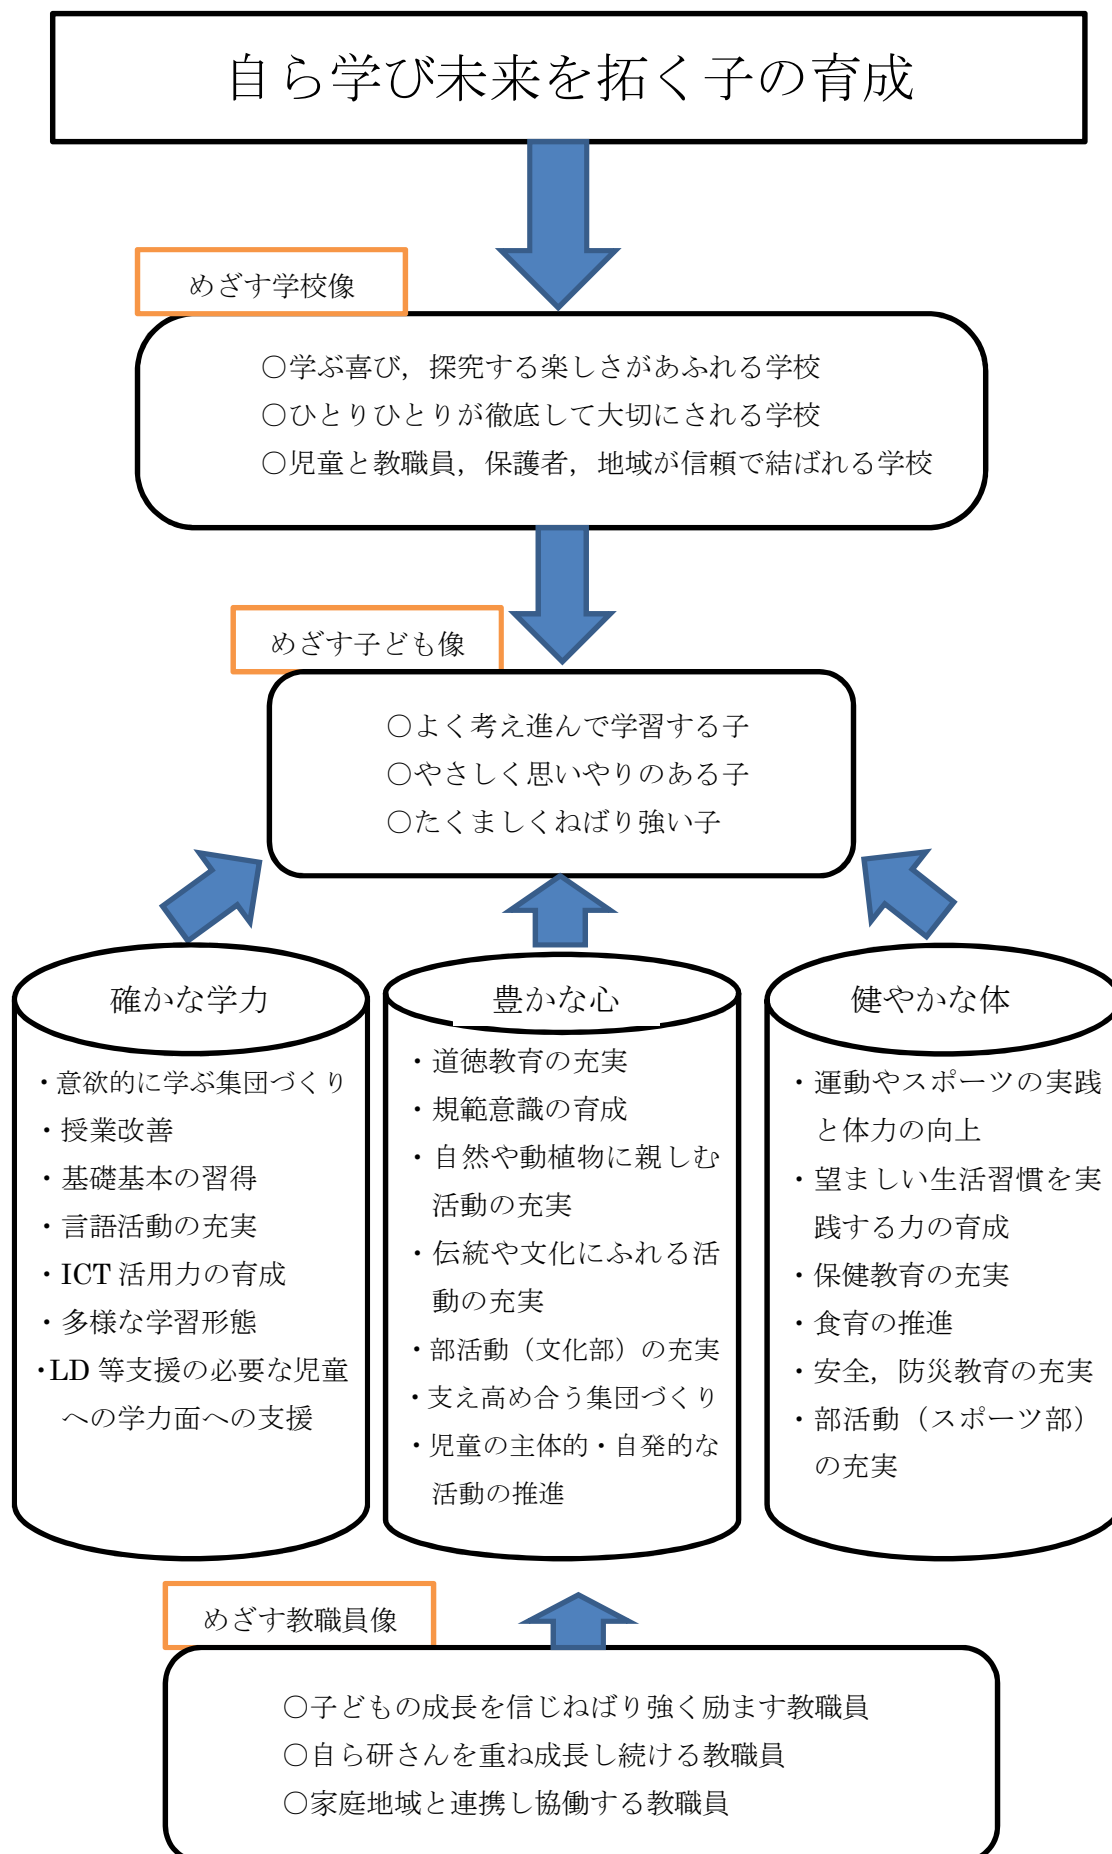 自ら学び未来を拓く子の育成
めざす学校像
○学ぶ喜び，探究する楽しさがあふれる学校
○ひとりひとりが徹底して大切にされる学校
○児童と教職員，保護者，地域が信頼で結ばれる学校
めざす子ども像
○よく考え進んで学習する子
○やさしく思いやりのある子
○たくましくねばり強い子
確かな学力
・意欲的に学ぶ集団づくり
・授業改善
・基礎基本の習得
・言語活動の充実
・ICT 活用力の育成
・多様な学習形態
・LD 等支援の必要な児童
への学力面への支援
豊かな心
・道徳教育の充実
・規範意識の育成
・自然や動植物に親しむ
活動の充実
・伝統や文化にふれる活
動の充実
・部活動（文化部）の充実
・支え高め合う集団づくり
・児童の主体的・自発的な
活動の推進
健やかな体
・運動やスポーツの実践
と体力の向上
・望ましい生活習慣を実
践する力の育成
・保健教育の充実
・食育の推進
・安全，防災教育の充実
・部活動（スポーツ部）
の充実
めざす教職員像
○子どもの成長を信じねばり強く励ます教職員
○自ら研さんを重ね成長し続ける教職員
○家庭地域と連携し協働する教職員